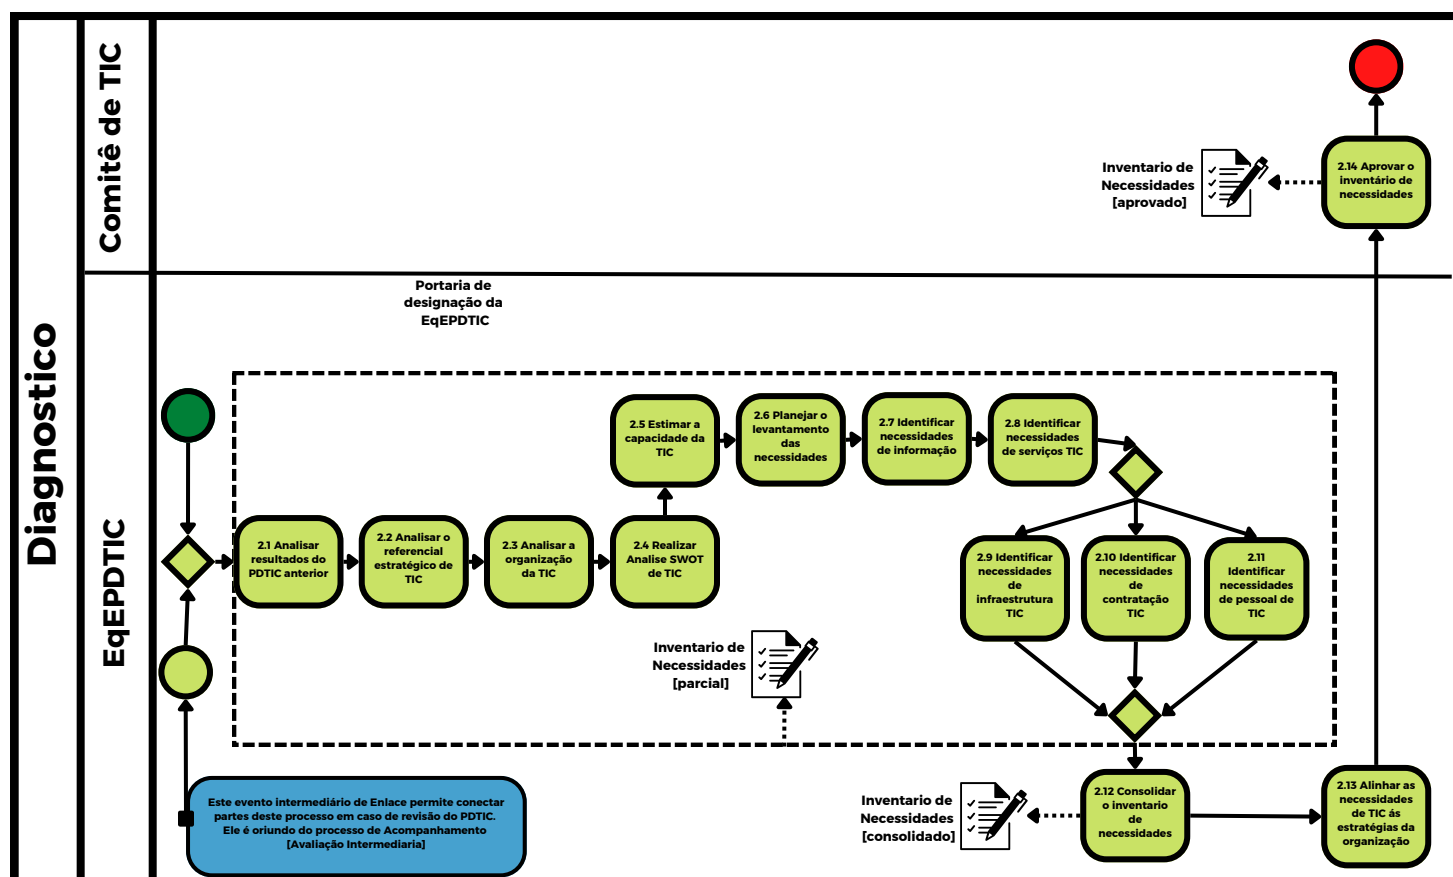 Diagnostico
Comitê de TIC
EqEPDTIC
Inventario de
Necessidades
[aprovado]
2.14 Aprovar o
inventário de
necessidades
Portaria de
designação da
EqEPDTIC
2.1 Analisar
resultados do
PDTIC anterior
2.2 Analisar o
referencial
estratégico de
TIC
2.3 Analisar a
organização
da TIC
2.4 Realizar
Analise SWOT
de TIC
2.5 Estimar a
capacidade da
TIC
2.6 Planejar o
levantamento
das
necessidades
2.7 Identificar
necessidades
de informação
2.8 Identificar
necessidades
de serviços TIC
2.9 Identificar
necessidades
de
infraestrutura
TIC
2.10 Identificar
necessidades
de
contratação
TIC
2.11
Identificar
necessidades
de pessoal de
TIC
Inventario de
Necessidades
[parcial]
Este evento intermediário de Enlace permite conectar
partes deste processo em caso de revisão do PDTIC.
Ele é oriundo do processo de Acompanhamento
[Avaliação Intermediaria]
Inventario de
Necessidades
[consolidado]
2.12 Consolidar
o inventario
de
necessidades
2.13 Alinhar as
necessidades
de TIC ás
estratégias da
organização